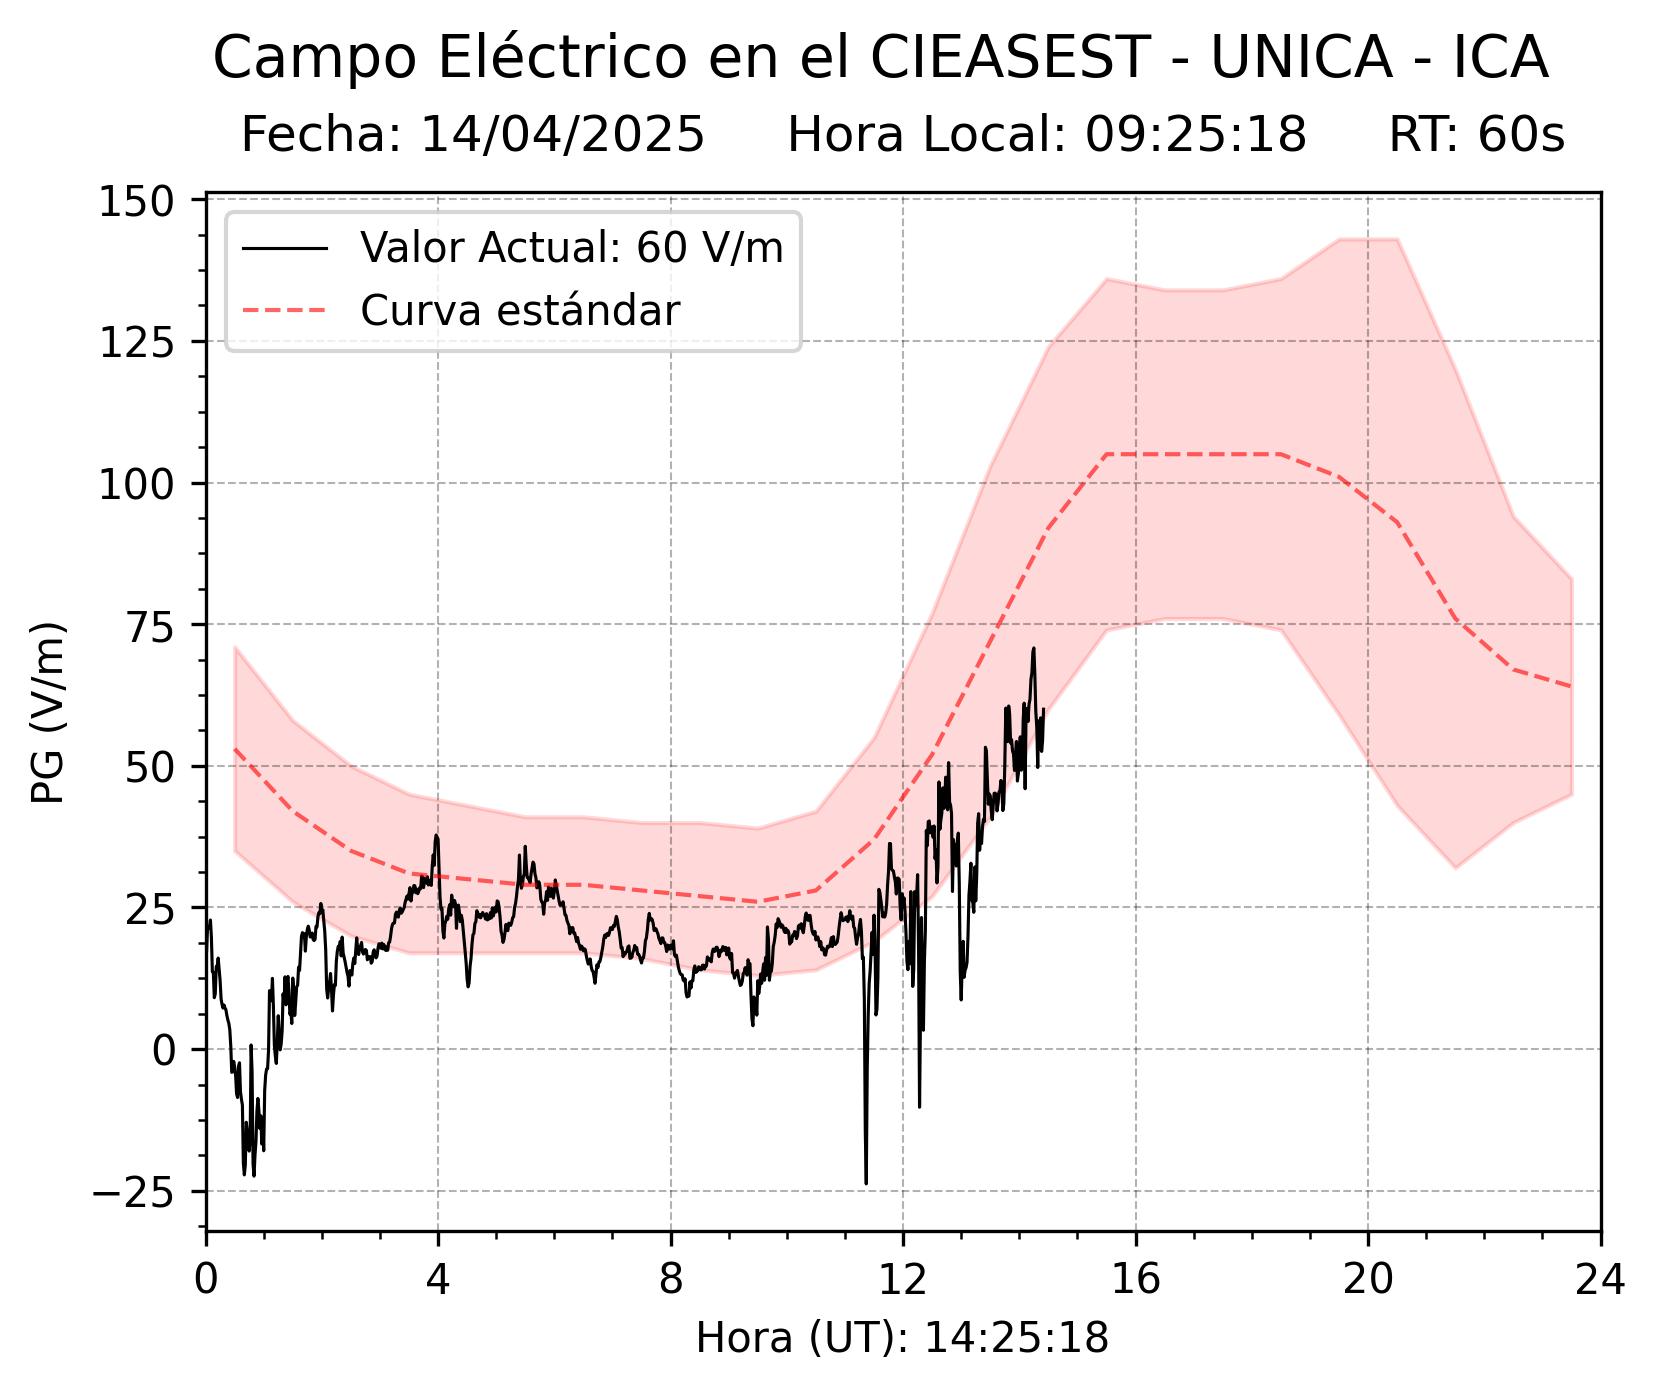 Campo Eléctrico en el CIEASEST - UNICA - ICA
Fecha: 14/04/2025 Hora Local: 09:25:18 RT: 60s
Valor Actual: 60 V/m
Curva estándar
150
125
100
75
50
25
0
−25
PG (V/m)
0 4 8 12 16 20 24
Hora (UT): 14:25:18